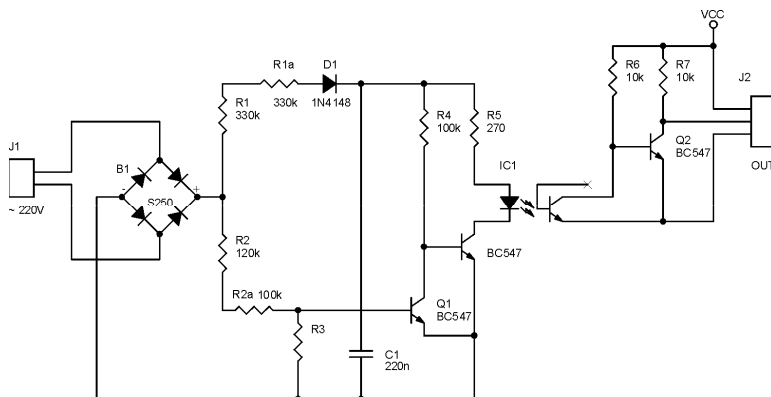 VCC
R1a
330k
D1
1N4148
R6
10k
R7
10k
J2
R1
330k
R4
100k
R5
270
J1
B1
-
+
S250
~ 220V
IC1
Q2
BC547
OUT
R2
120k
BC547
R2a 100k
Q1
BC547
R3
C1
220n